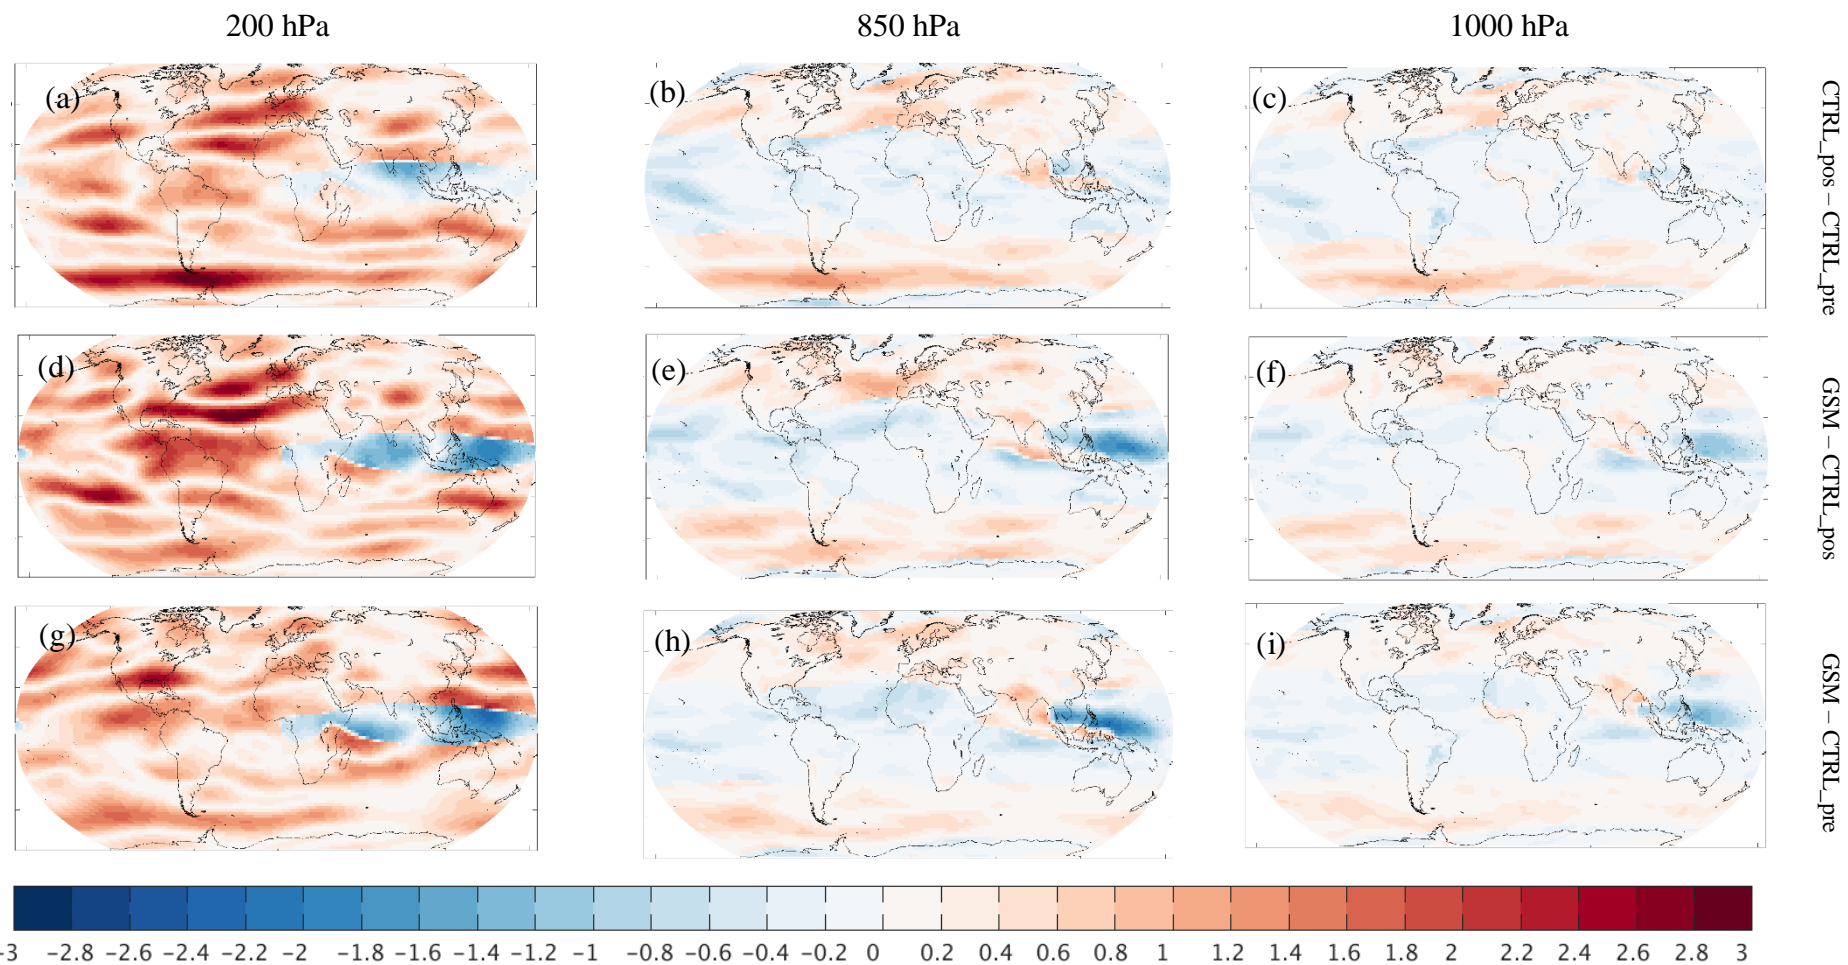 200 hPa
850 hPa
1000 hPa
(a)
(b)
(c)
CTRL_pos – CTRL_pre
(d)
(e)
(f)
GSM – CTRL_pos
(g)
(h)
(i)
GSM – CTRL_pre
-3 -2.8 -2.6 -2.4 -2.2 -2 -1.8 -1.6 -1.4 -1.2 -1 -0.8 -0.6 -0.4 -0.2 0 0.2 0.4 0.6 0.8 1 1.2 1.4 1.6 1.8 2 2.2 2.4 2.6 2.8 3